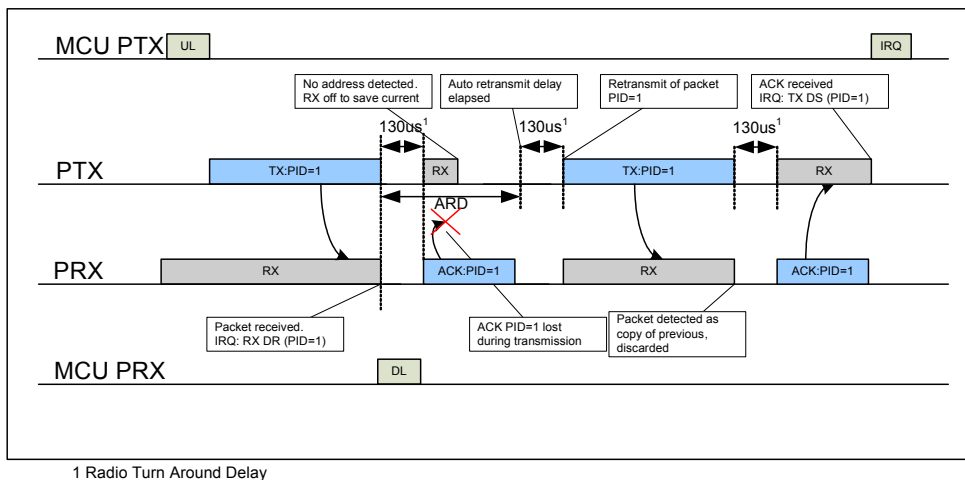 MCU PTX
UL
IRQ
No address detected.
RX off to save current
Auto retransmit delay
elapsed
Retransmit of packet
PID=1
ACK received
IRQ: TX DS (PID=1)
130us1
130us1
130us1
PTX
TX:PID=1
RX
TX:PID=1
RX
ARD
PRX
RX
ACK:PID=1
RX
ACK:PID=1
Packet received.
IRQ: RX DR (PID=1)
ACK PID=1 lost
during transmission
Packet detected as
copy of previous,
discarded
MCU PRX
DL
1 Radio Turn Around Delay